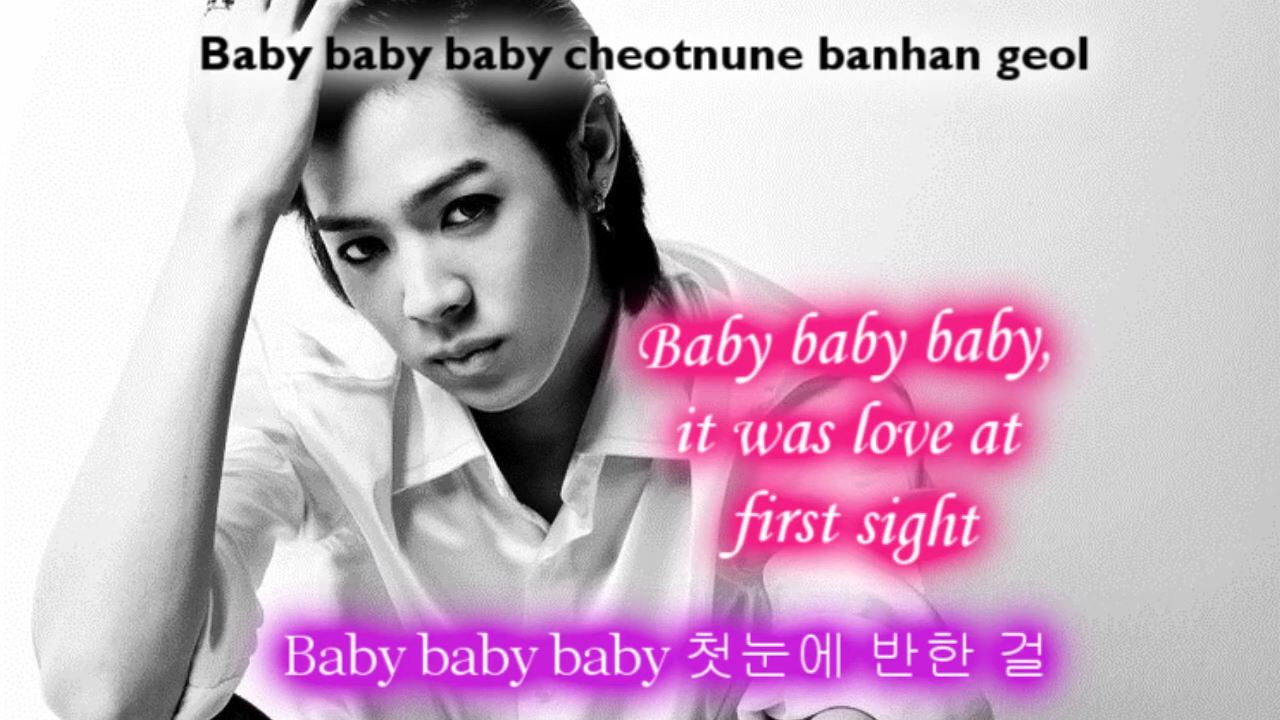 Baby baby baby cheotnune banhan geol
Baby baby baby,
it was love at
first sight
Baby baby baby 첫눈에 반한 걸